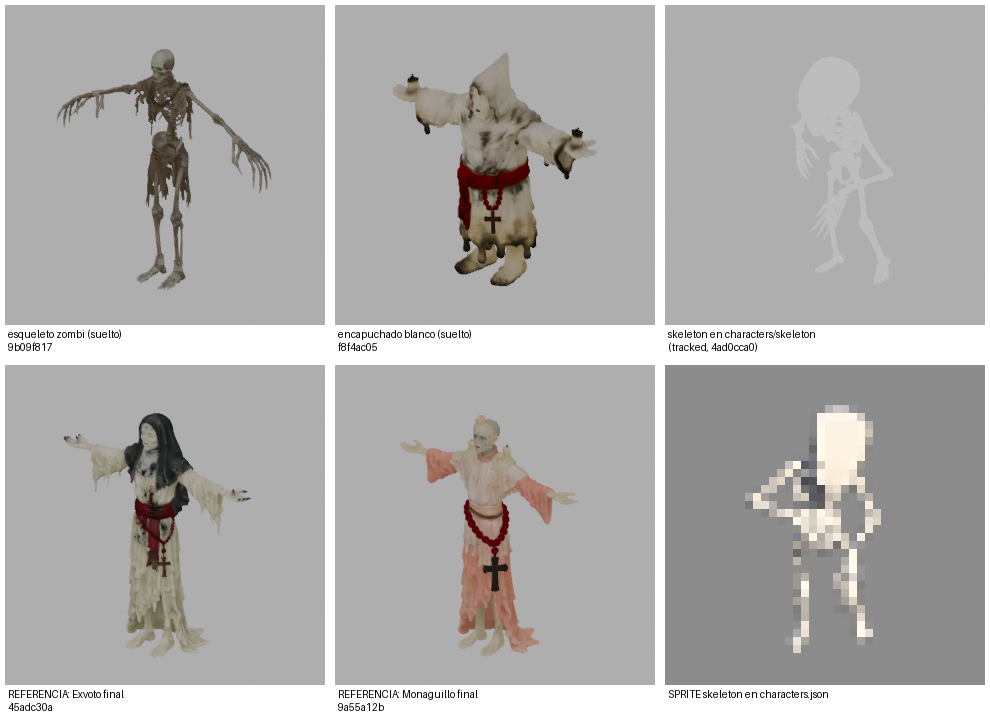 esqueleto zombi (suelto)
9b09f817
encapuchado blanco (suelto)
f8f4ac05
skeleton en characters/skeleton
(tracked, 4ad0cca0)
REFERENCIA: Exvoto final
45adc30a
REFERENCIA: Monaguillo final
9a55a12b
SPRITE skeleton en characters.json